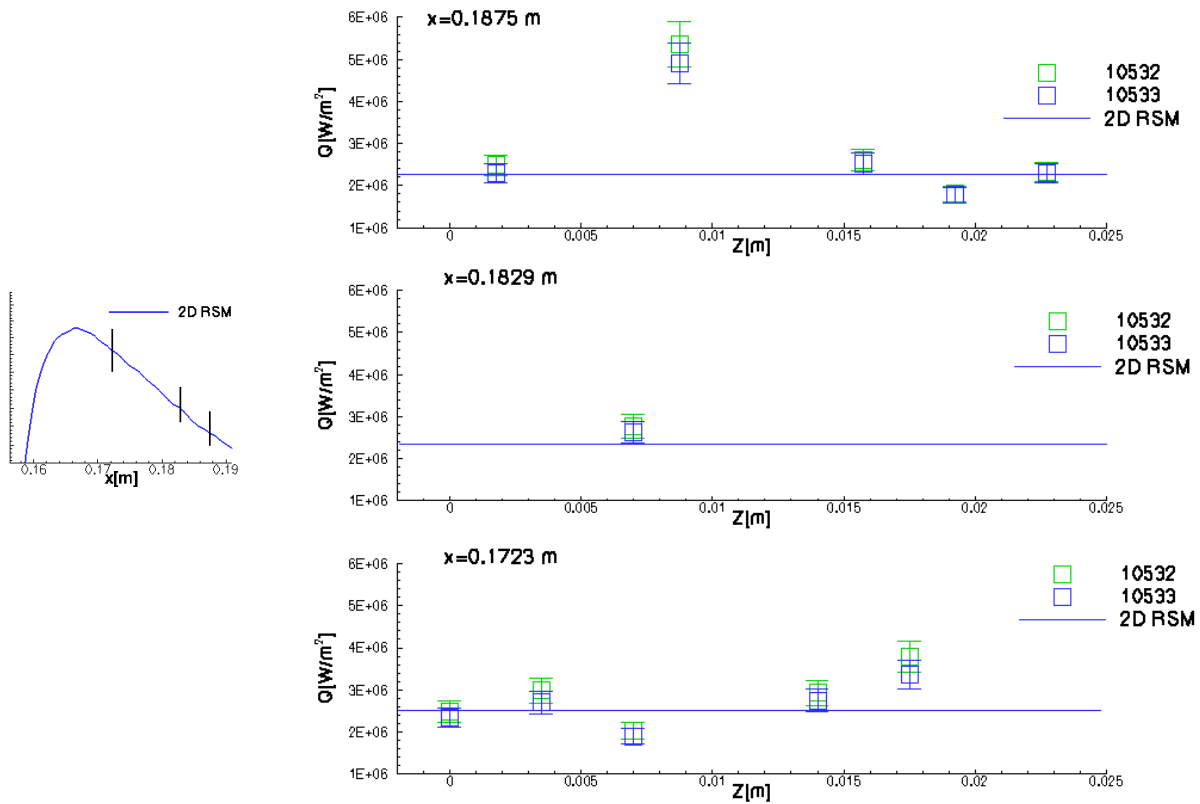 x=0.1875 m
6E+06
5E+06
4E+06
3E+06
2E+06
1E+06
Q[W/m²]
0
0.005
0.01
0.015
0.02
0.025
Z[m]
10532
10533
2D RSM
x=0.1829 m
6E+06
5E+06
4E+06
3E+06
2E+06
1E+06
Q[W/m²]
0
0.005
0.01
0.015
0.02
0.025
Z[m]
10532
10533
2D RSM
2D RSM
0.16
0.17
0.18
0.19
x[m]
x=0.1723 m
6E+06
5E+06
4E+06
3E+06
2E+06
1E+06
Q[W/m²]
0
0.005
0.01
0.015
0.02
0.025
Z[m]
10532
10533
2D RSM